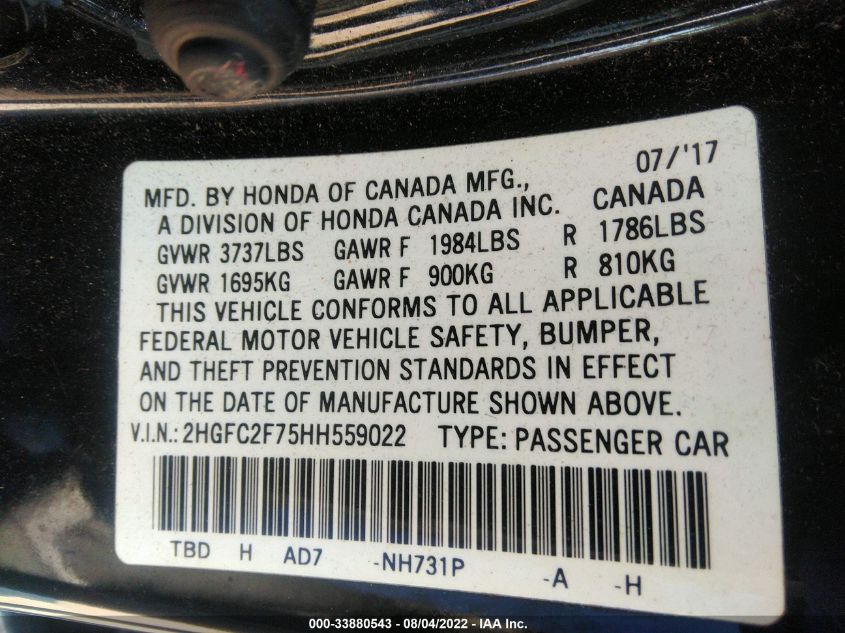 07/'17
MFD. BY HONDA OF CANADA MFG.,
A DIVISION OF HONDA CANADA INC. CANADA
GVWR 3737LBS GAWR F 1984LBS R 1786LBS
GVWR 1695KG GAWR F 900KG R 810KG
THIS VEHICLE CONFORMS TO ALL APPLICABLE
FEDERAL MOTOR VEHICLE SAFETY, BUMPER,
AND THEFT PREVENTION STANDARDS IN EFFECT
ON THE DATE OF MANUFACTURE SHOWN ABOVE.
V.I.N.: 2HGFC2F75HH559022 TYPE: PASSENGER CAR
TBD H AD7 -NH731P -A -H
000-33880543 - 08/04/2022 - IAA Inc.